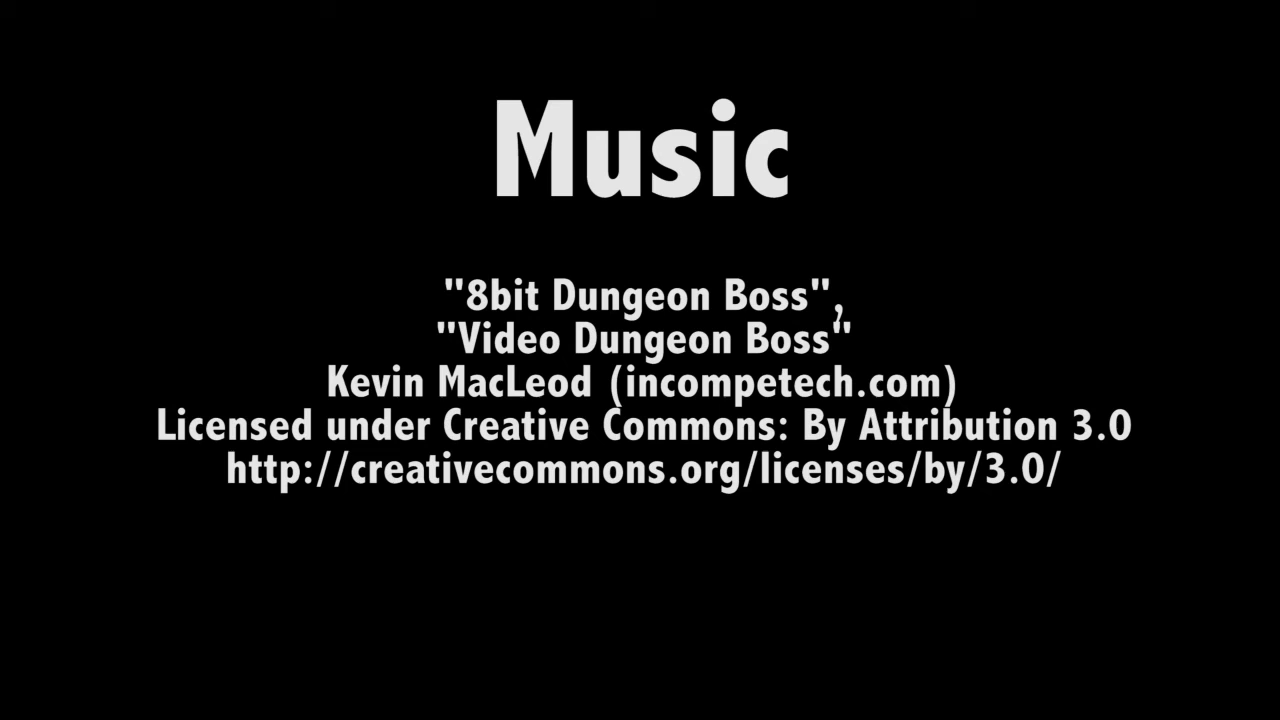 Music
"8bit Dungeon Boss",
"Video Dungeon Boss"
Kevin MacLeod (incompetech.com)
Licensed under Creative Commons: By Attribution 3.0
http://creativecommons.org/licenses/by/3.0/